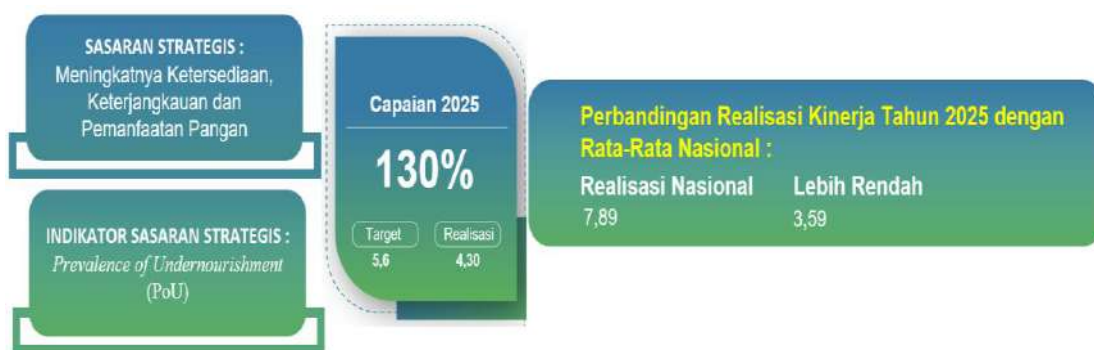 SASARAN STRATEGIS :
Meningkatnya Ketersediaan,
Keterjangkauan dan
Pemanfaatan Pangan
INDIKATOR SASARAN STRATEGIS :
Prevalence of Undernourishment
(PoU)
Capaian 2025
130%
Target Realisasi
5,6 4,30
Perbandingan Realisasi Kinerja Tahun 2025 dengan
Rata-Rata Nasional :
Realisasi Nasional Lebih Rendah
7,89 3,59